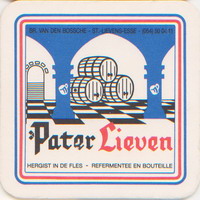 BR. VAN DEN BOSSCHE - ST.-LIEVENS-ESSE -
Pater Lieven
HERGIST IN DE FLES - REFERMENTEE EN BOUTEILLE